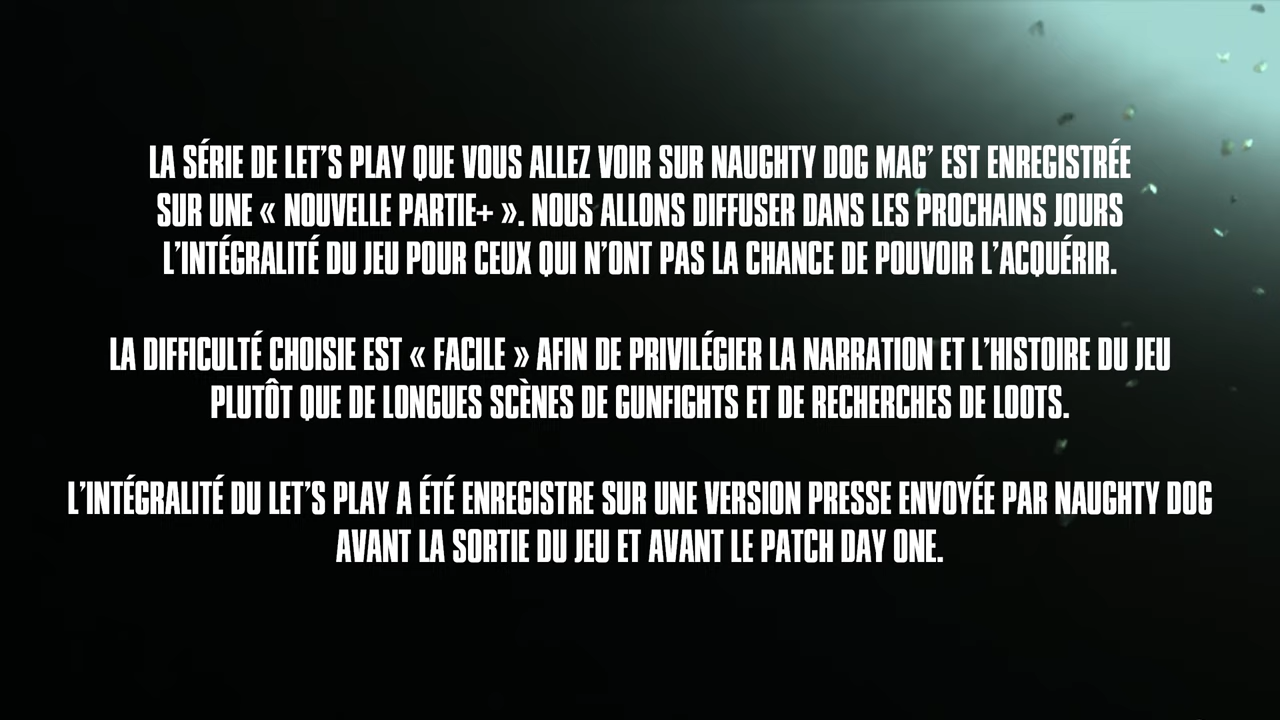 LA SÉRIE DE LET'S PLAY QUE VOUS ALLEZ VOIR SUR NAUGHTY DOG MAG' EST ENREGISTRÉE
SUR UNE « NOUVELLE PARTIE+ ». NOUS ALLONS DIFFUSER DANS LES PROCHAINS JOURS
L'INTÉGRALITÉ DU JEU POUR CEUX QUI N'ONT PAS LA CHANCE DE POUVOIR L'ACQUÉRIR.
LA DIFFICULTÉ CHOISIE EST « FACILE » AFIN DE PRIVILÉGIER LA NARRATION ET L'HISTOIRE DU JEU
PLUTÔT QUE DE LONGUES SCÈNES DE GUNFIGHTS ET DE RECHERCHES DE LOOTS.
L'INTÉGRALITÉ DU LET'S PLAY A ÉTÉ ENREGISTRE SUR UNE VERSION PRESSE ENVOYÉE PAR NAUGHTY DOG
AVANT LA SORTIE DU JEU ET AVANT LE PATCH DAY ONE.